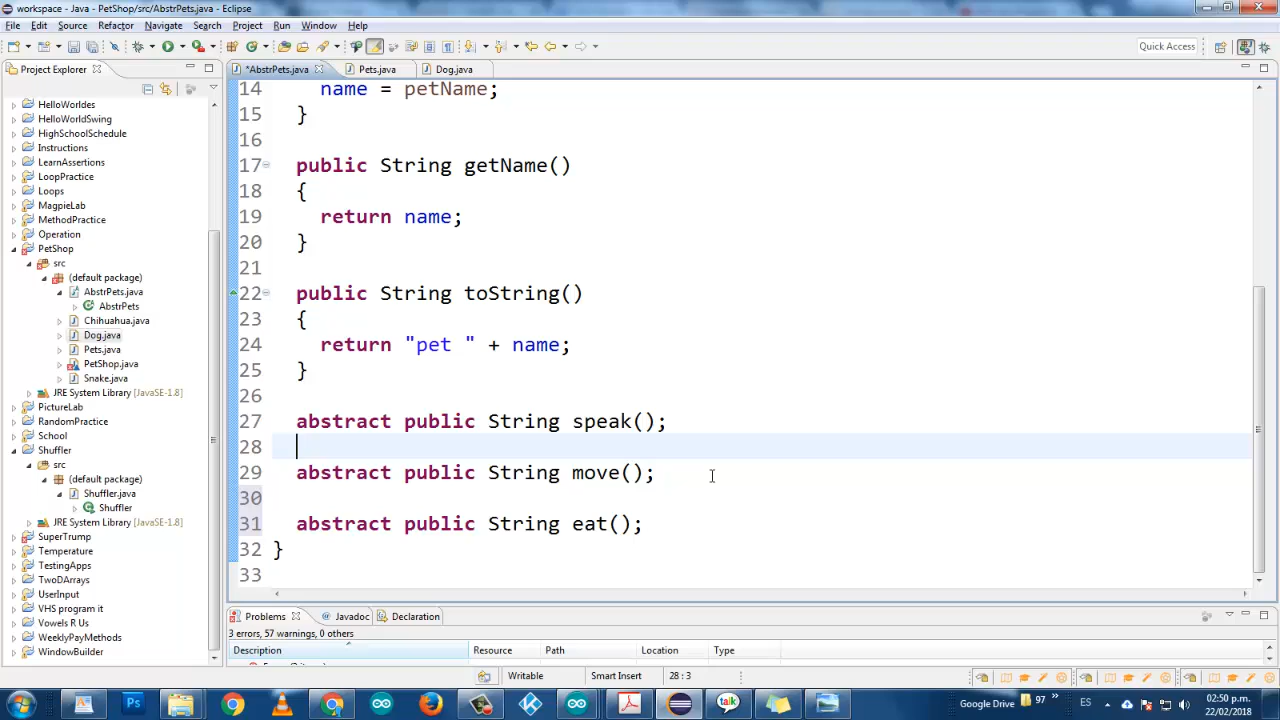 workspace - Java - PetShop/src/AbstrPets.java - Eclipse
File Edit Source Refactor Navigate Search Project Run Window Help
Quick Access
Project Explorer
*AbstrPets.java Pets.java Dog.java
HelloWorldes
HelloWorldSwing
HighSchoolSchedule
Instructions
LearnAssertions
LoopPractice
Loops
MagpieLab
MethodPractice
Operation
PetShop
src
(default package)
AbstrPets.java
AbstrPets
Chihuahua.java
Dog.java
Pets.java
PetShop.java
Snake.java
JRE System Library [JavaSE-1.8]
PictureLab
RandomPractice
School
Shuffler
src
(default package)
Shuffler.java
Shuffler
JRE System Library [JavaSE-1.8]
SuperTrump
Temperature
TestingApps
TwoDArrays
UserInput
VHS program it
Vowels R Us
WeeklyPayMethods
WindowBuilder
14 name = petName;
15 }
16
17 public String getName()
18 {
19 return name;
20 }
21
22 public String toString()
23 {
24 return "pet " + name;
25 }
26
27 abstract public String speak();
28
29 abstract public String move();
30
31 abstract public String eat();
32 }
33
Problems @ Javadoc Declaration
3 errors, 57 warnings, 0 others
Description Resource Path Location Type
Writable Smart Insert 28 : 3
Ps talk Google Drive 97 » ES 02:50 p.m.
22/02/2018